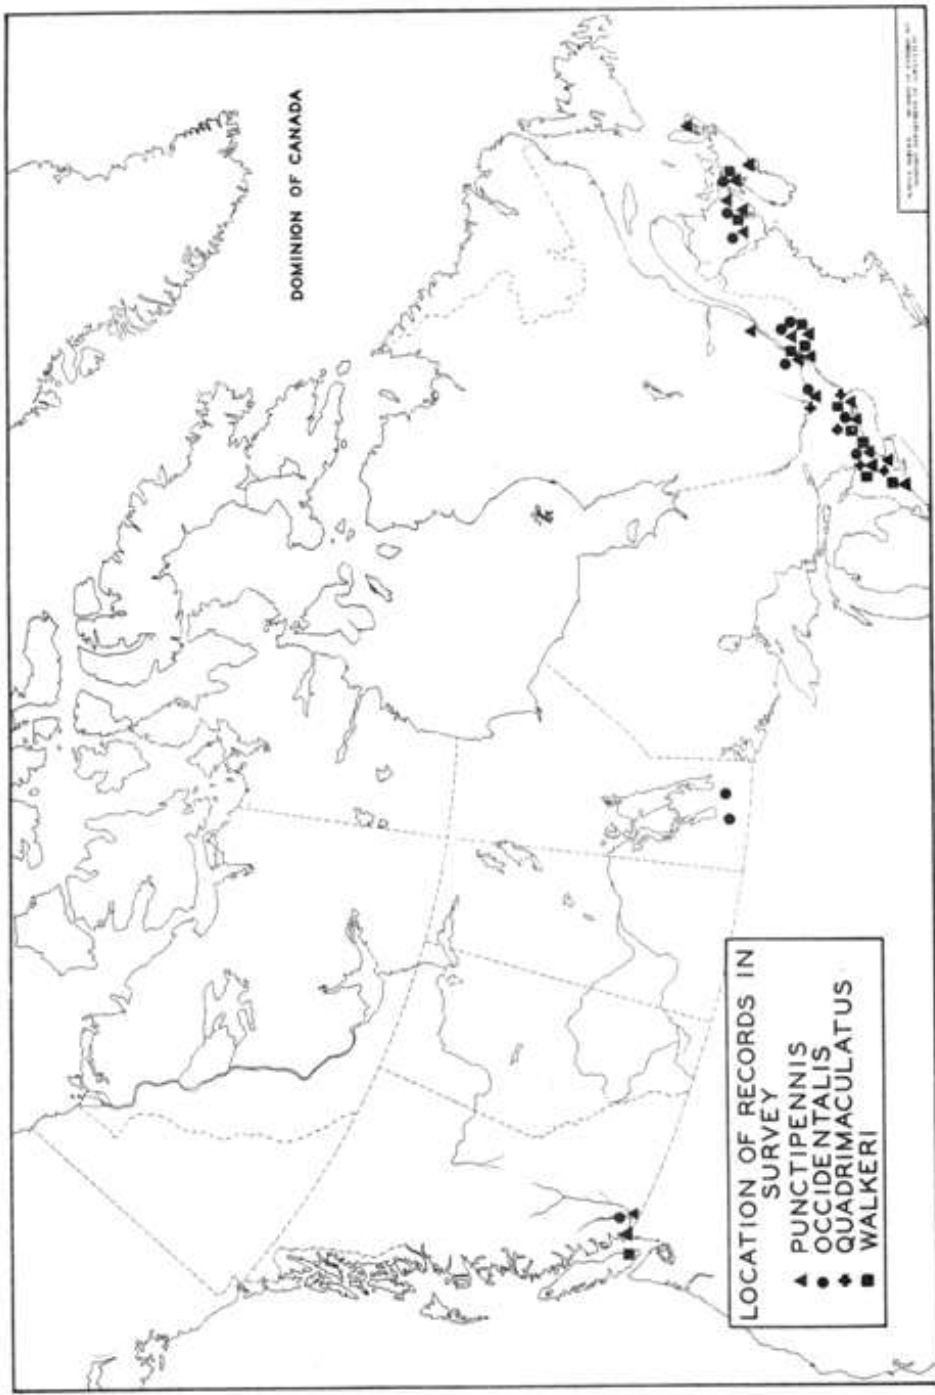 DOMINION OF CANADA
LOCATION OF RECORDS IN
SURVEY
▲ PUNCTIPENNIS
● OCCIDENTALIS
✚ QUADRIMACULATUS
■ WALKERI